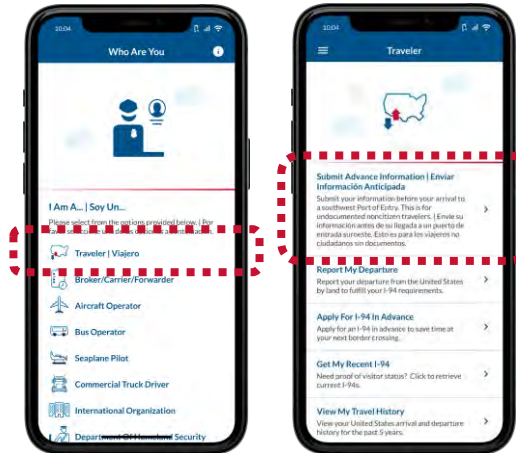 10:04
Who Are You
I Am A... | Soy Un...
Please select from the options provided below. | Por
Traveler | Viajero
Broker/Carrier/Forwarder
Aircraft Operator
Bus Operator
Seaplane Pilot
Commercial Truck Driver
International Organization
Department Of Homeland Security
10:04
Traveler
Submit Advance Information | Enviar
Información Anticipada
Submit your information before your arrival to
a southwest Port of Entry. This is for
undocumented noncitizen travelers. | Envíe su
información antes de su llegada a un puerto de
entrada suroeste. Esto es para los viajeros no
ciudadanos sin documentos.
Report My Departure
Report your departure from the United States
by land to fulfill your I-94 requirements.
Apply For I-94 In Advance
Apply for an I-94 in advance to save time at
your next border crossing.
Get My Recent I-94
Need proof of visitor status? Click to retrieve
current I-94s.
View My Travel History
View your United States arrival and departure
history for the past 5 years.